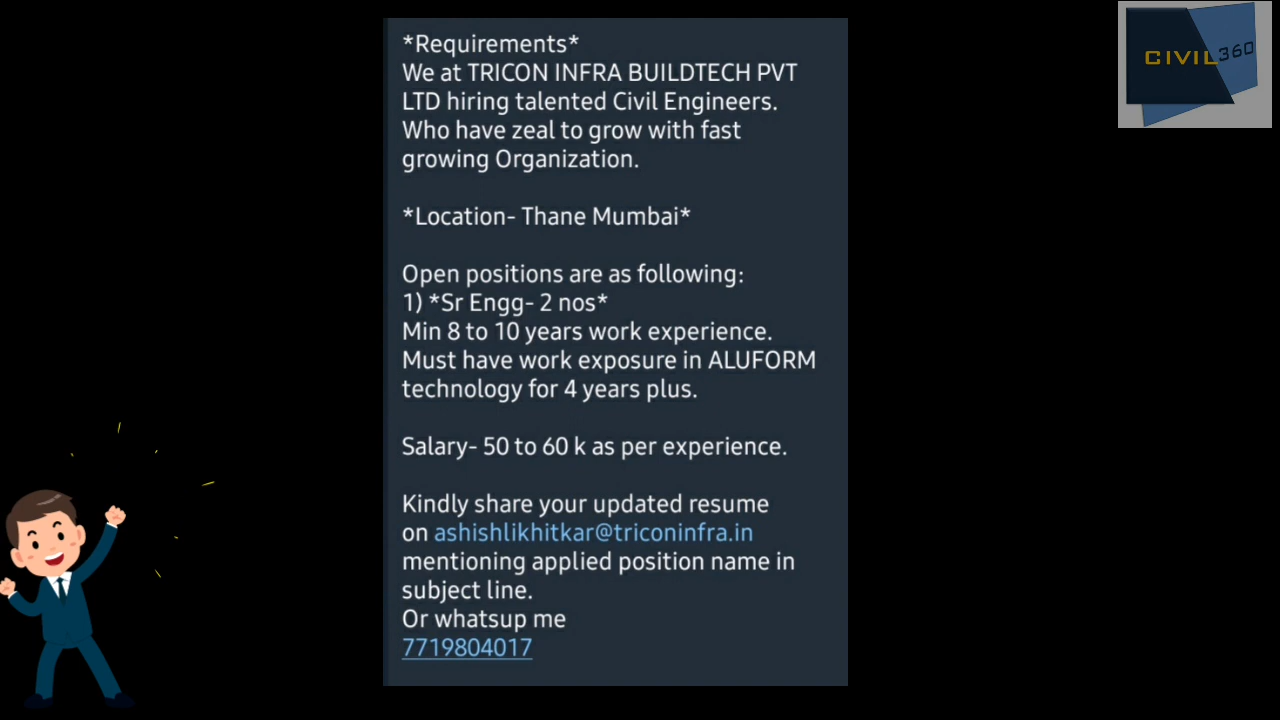 *Requirements*
We at TRICON INFRA BUILDTECH PVT
LTD hiring talented Civil Engineers.
Who have zeal to grow with fast
growing Organization.
*Location- Thane Mumbai*
Open positions are as following:
1) *Sr Engg- 2 nos*
Min 8 to 10 years work experience.
Must have work exposure in ALUFORM
technology for 4 years plus.
Salary- 50 to 60 k as per experience.
Kindly share your updated resume
on ashishlikhitkar@triconinfra.in
mentioning applied position name in
subject line.
Or whatsup me
7719804017
CIVIL360